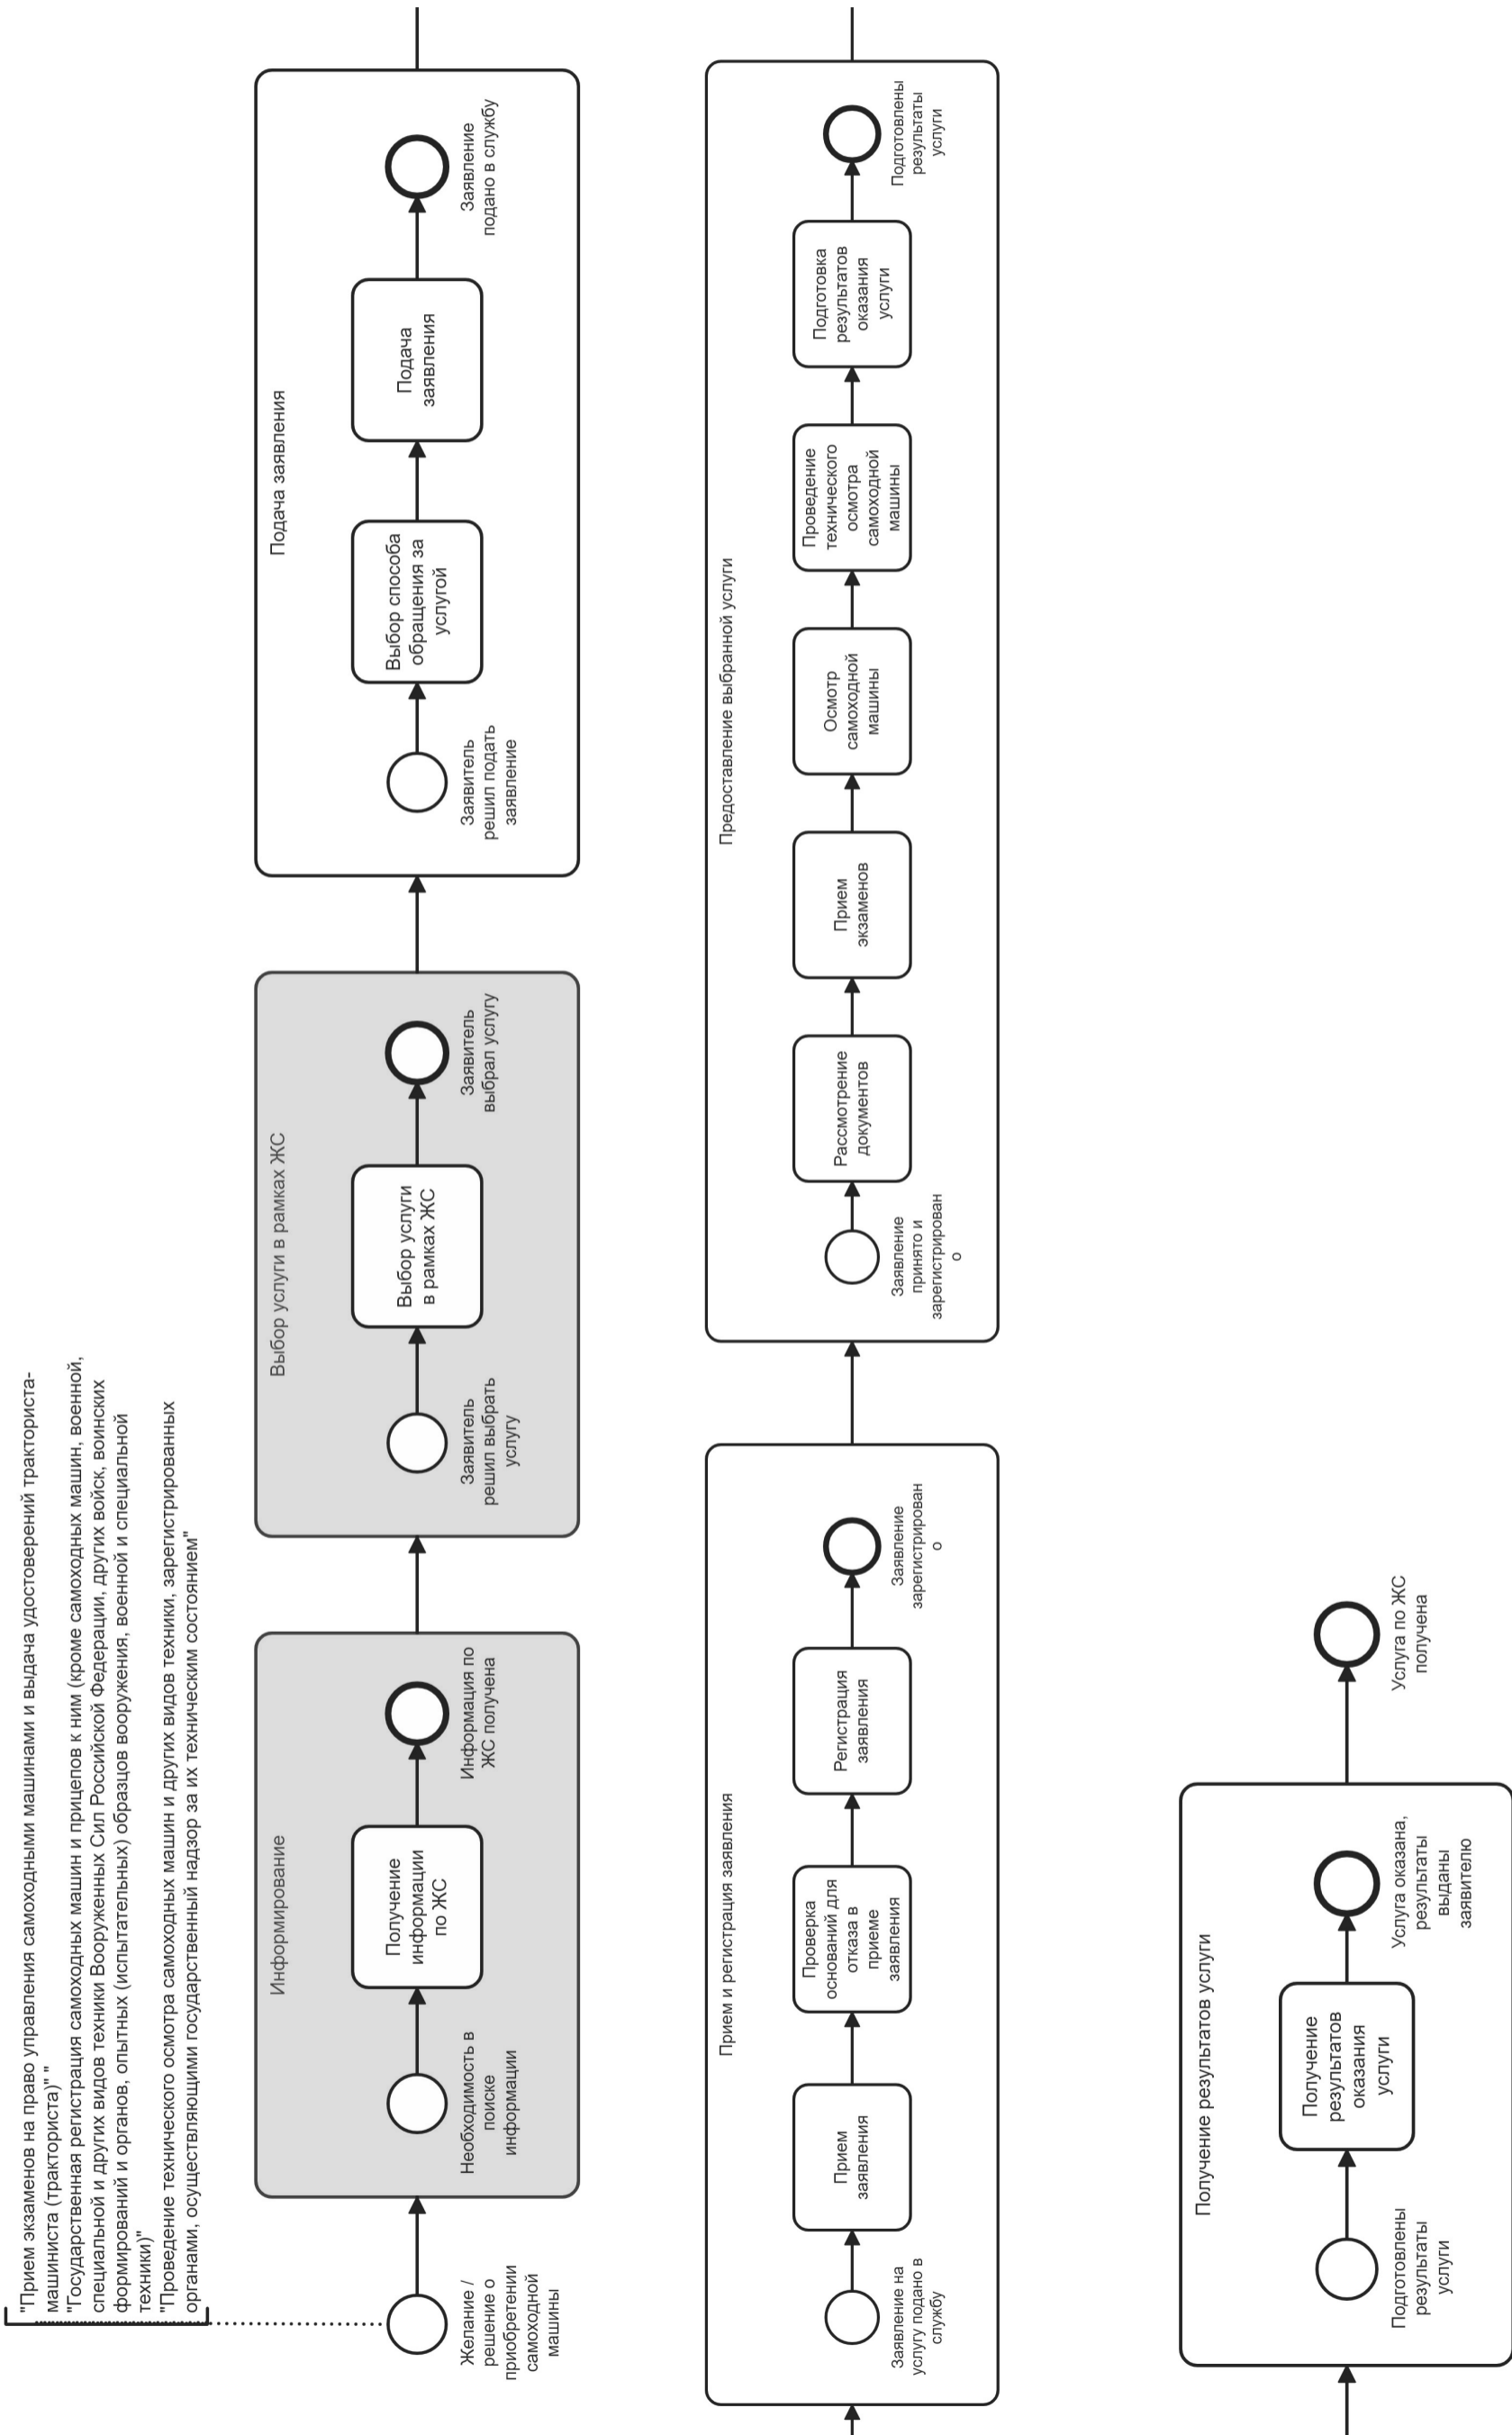 "Прием экзаменов на право управления самоходными машинами и выдача удостоверений тракториста-
машиниста (тракториста)" "
"Государственная регистрация самоходных машин и прицепов к ним (кроме самоходных машин, военной,
специальной и других видов техники Вооруженных Сил Российской Федерации, других войск, воинских
формирований и органов, опытных (испытательных) образцов вооружения, военной и специальной
техники)"
"Проведение технического осмотра самоходных машин и других видов техники, зарегистрированных
органами, осуществляющими государственный надзор за их техническим состоянием"
Желание /
решение о
приобретении
самоходной
машины
Информирование
Необходимость в
поиске
информации
Получение
информации
по ЖС
Информация по
ЖС получена
Выбор услуги в рамках ЖС
Заявитель
решил выбрать
услугу
Выбор услуги
в рамках ЖС
Заявитель
выбрал услугу
Подача заявления
Заявитель
решил подать
заявление
Выбор способа
обращения за
услугой
Подача
заявления
Заявление
подано в службу
Прием и регистрация заявления
Заявление на
услугу подано в
службу
Прием
заявления
Проверка
оснований для
отказа в
приеме
заявления
Регистрация
заявления
Заявление
зарегистрирован
о
Предоставление выбранной услуги
Заявление
принято и
зарегистрирован
о
Рассмотрение
документов
Прием
экзаменов
Осмотр
самоходной
машины
Проведение
технического
осмотра
самоходной
машины
Подготовка
результатов
оказания
услуги
Подготовлены
результаты
услуги
Получение результатов услуги
Подготовлены
результаты
услуги
Получение
результатов
оказания
услуги
Услуга оказана,
результаты
выданы
заявителю
Услуга по ЖС
получена